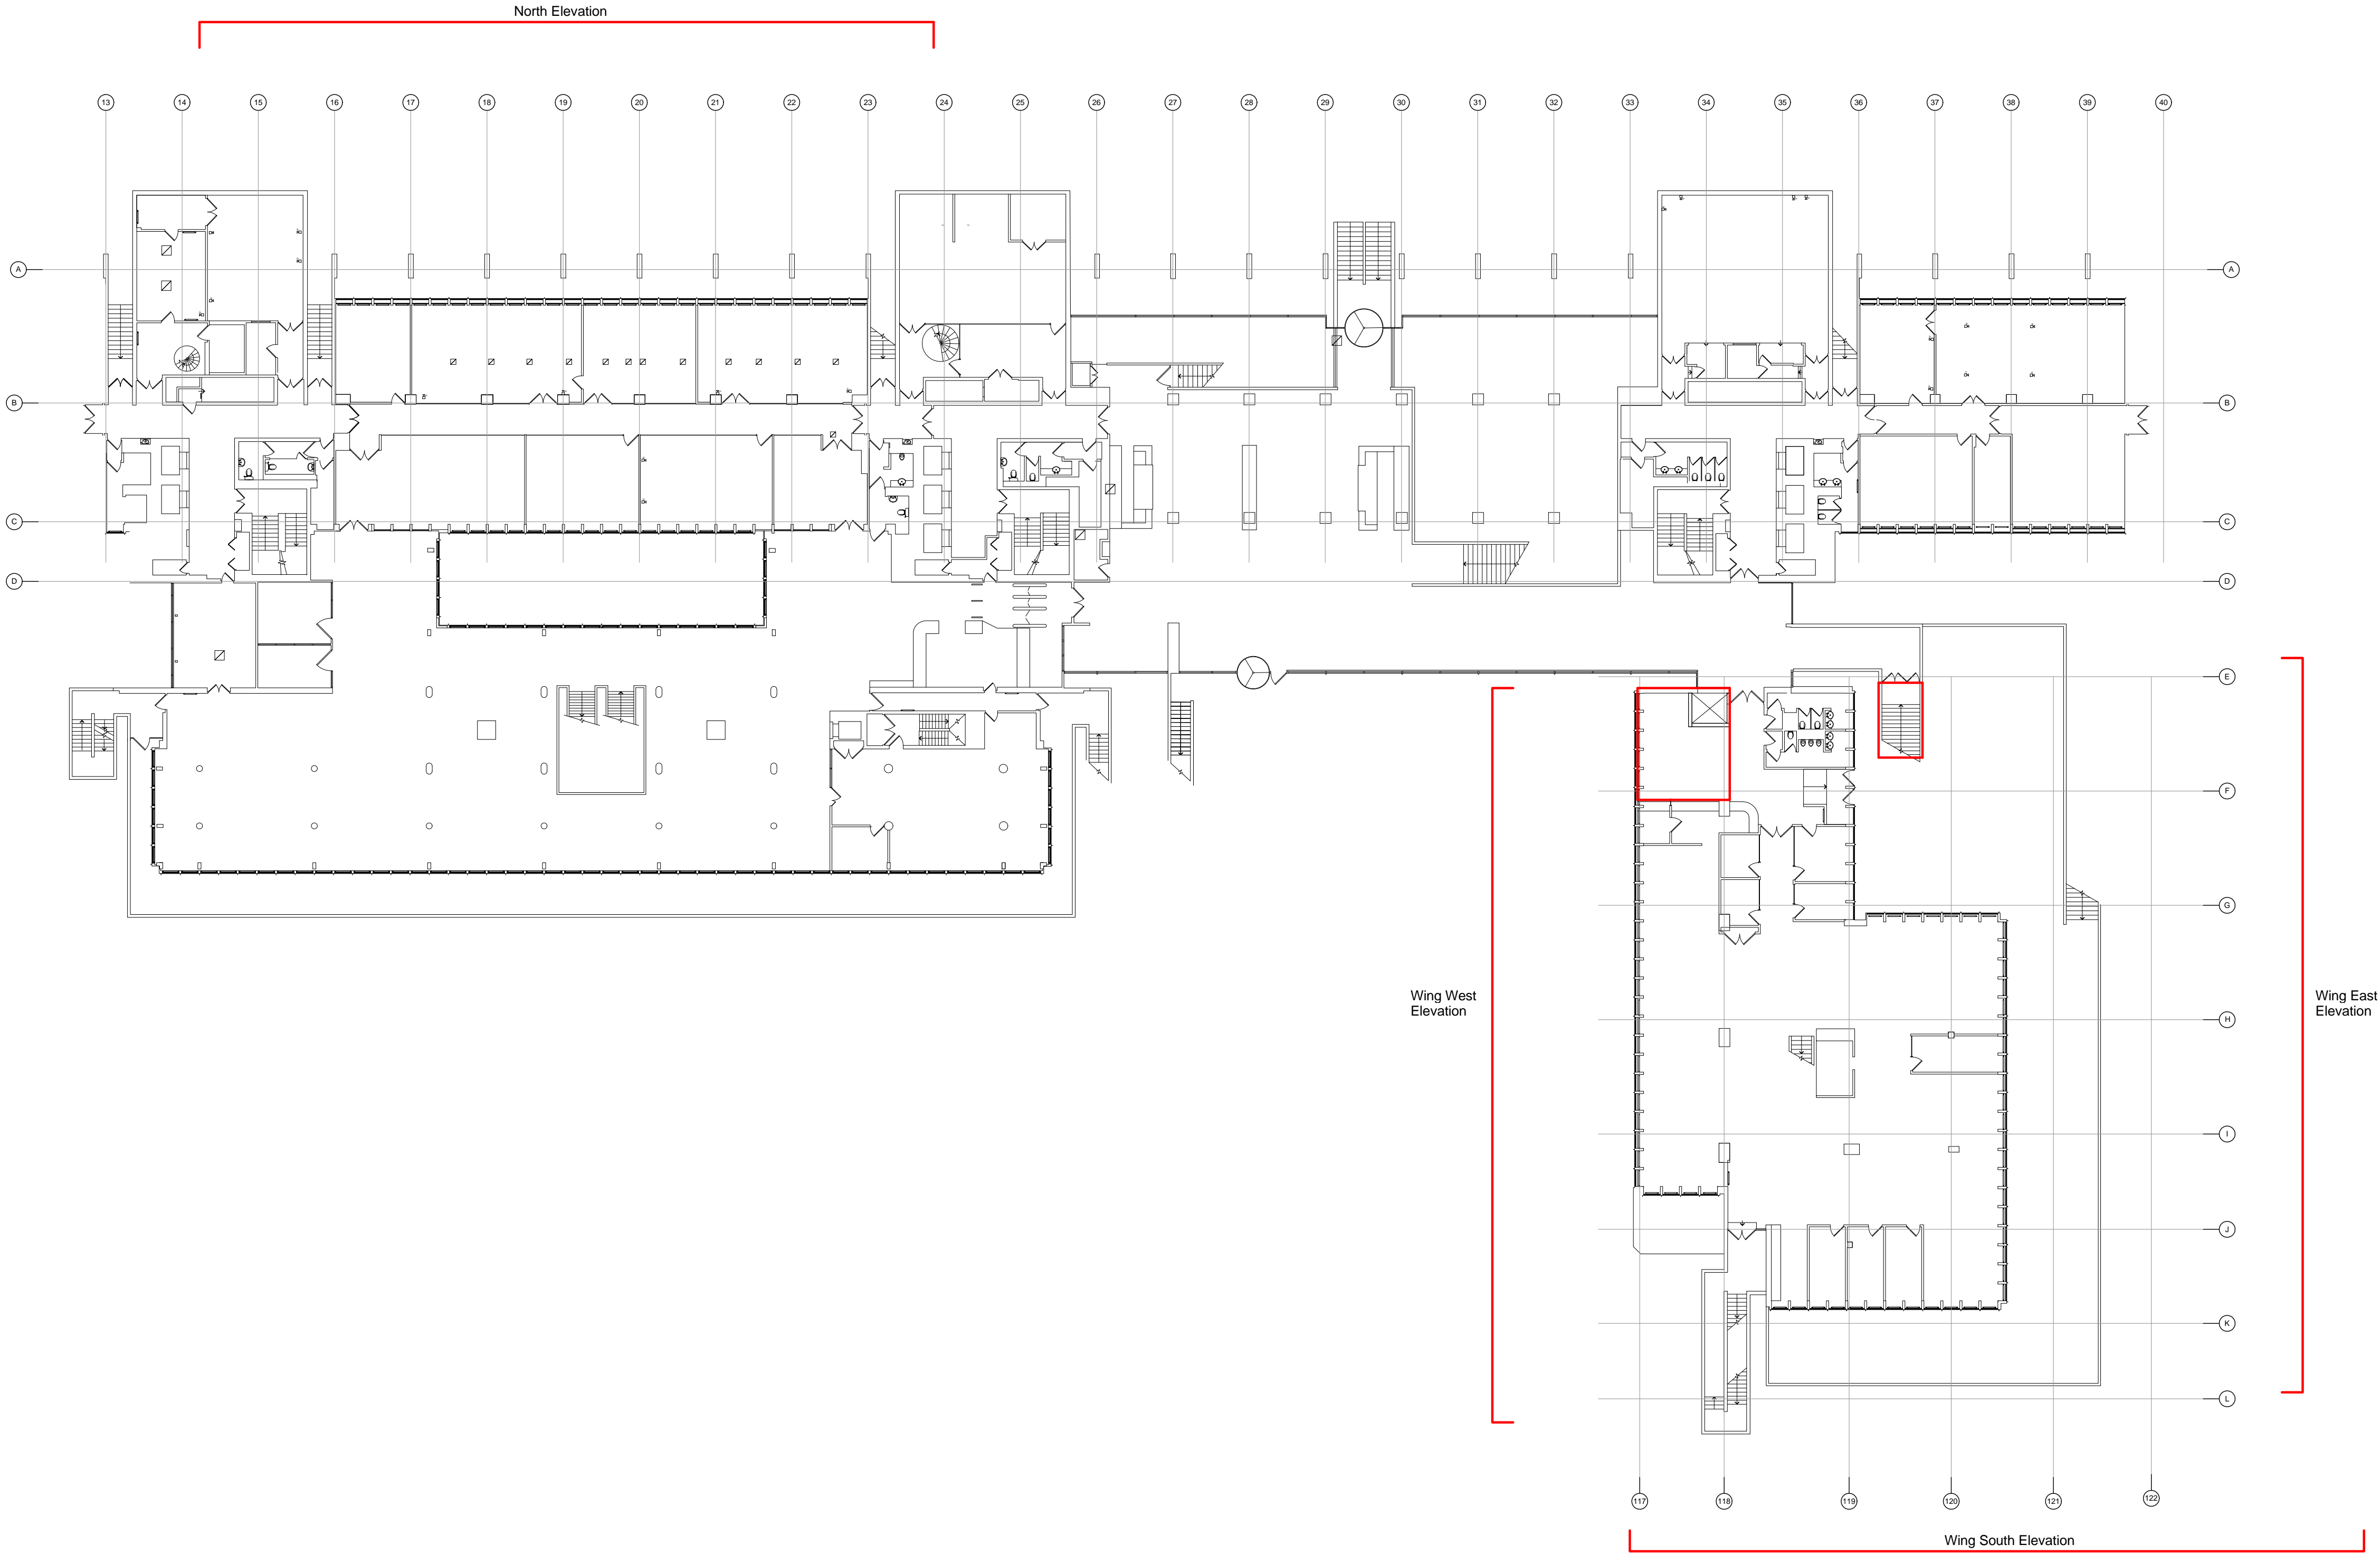 North Elevation
13 14 15 16 17 18 19 20 21 22 23 24 25 26 27 28 29 30 31 32 33 34 35 36 37 38 39 40
A A
B B
C C
D D
E
F
G
Wing West
Elevation
Wing East
Elevation
H
I
J
K
L
117 118 119 120 121 122
Wing South Elevation